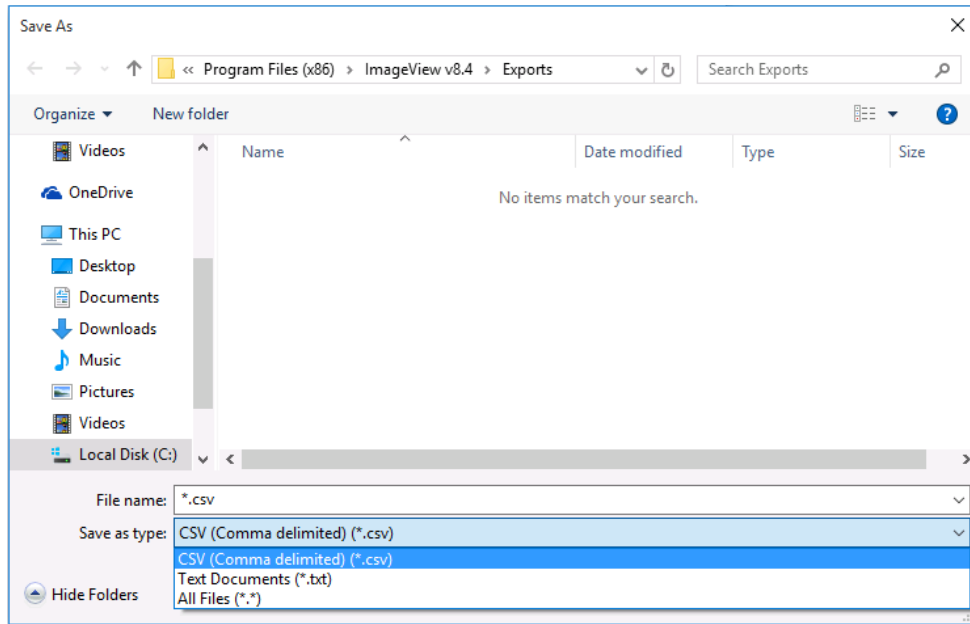 Save As
« Program Files (x86) › ImageView v8.4 › Exports
Search Exports
Organize
New folder
?
Videos
OneDrive
This PC
Desktop
Documents
Downloads
Music
Pictures
Videos
Local Disk (C:)
Name
Date modified
Type
Size
No items match your search.
File name: *.csv
Save as type: CSV (Comma delimited) (*.csv)
CSV (Comma delimited) (*.csv)
Text Documents (*.txt)
All Files (*.*)
Hide Folders